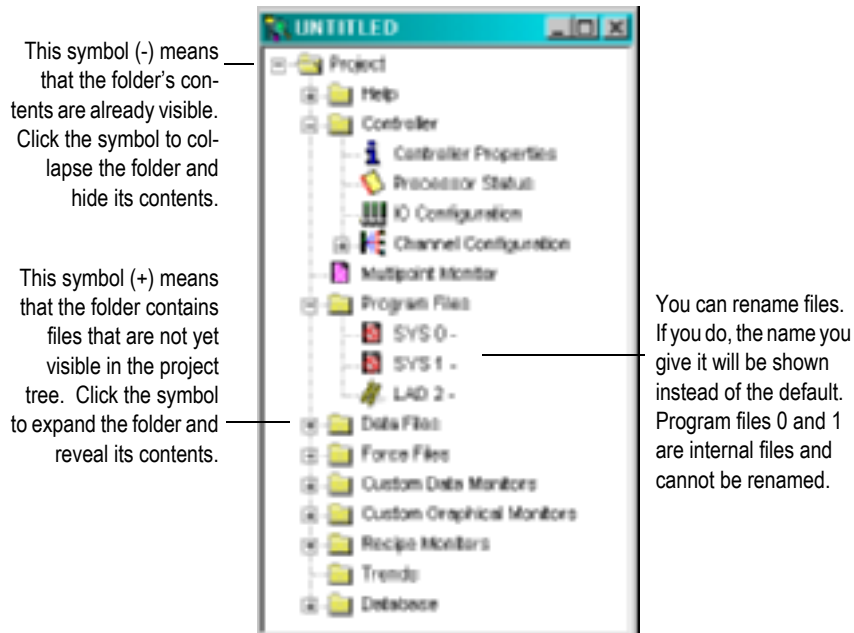 This symbol (-) means
that the folder's con-
tents are already visible.
Click the symbol to col-
lapse the folder and
hide its contents.
This symbol (+) means
that the folder contains
files that are not yet
visible in the project
tree. Click the symbol
to expand the folder and
reveal its contents.
UNTITLED
Project
Help
Controller
Controller Properties
Processor Status
IO Configuration
Channel Configuration
Multipoint Monitor
Program Files
SYS 0 -
SYS 1 -
LAD 2 -
Data Files
Force Files
Custom Data Monitors
Custom Graphical Monitors
Recipe Monitors
Trends
Database
You can rename files.
If you do, the name you
give it will be shown
instead of the default.
Program files 0 and 1
are internal files and
cannot be renamed.